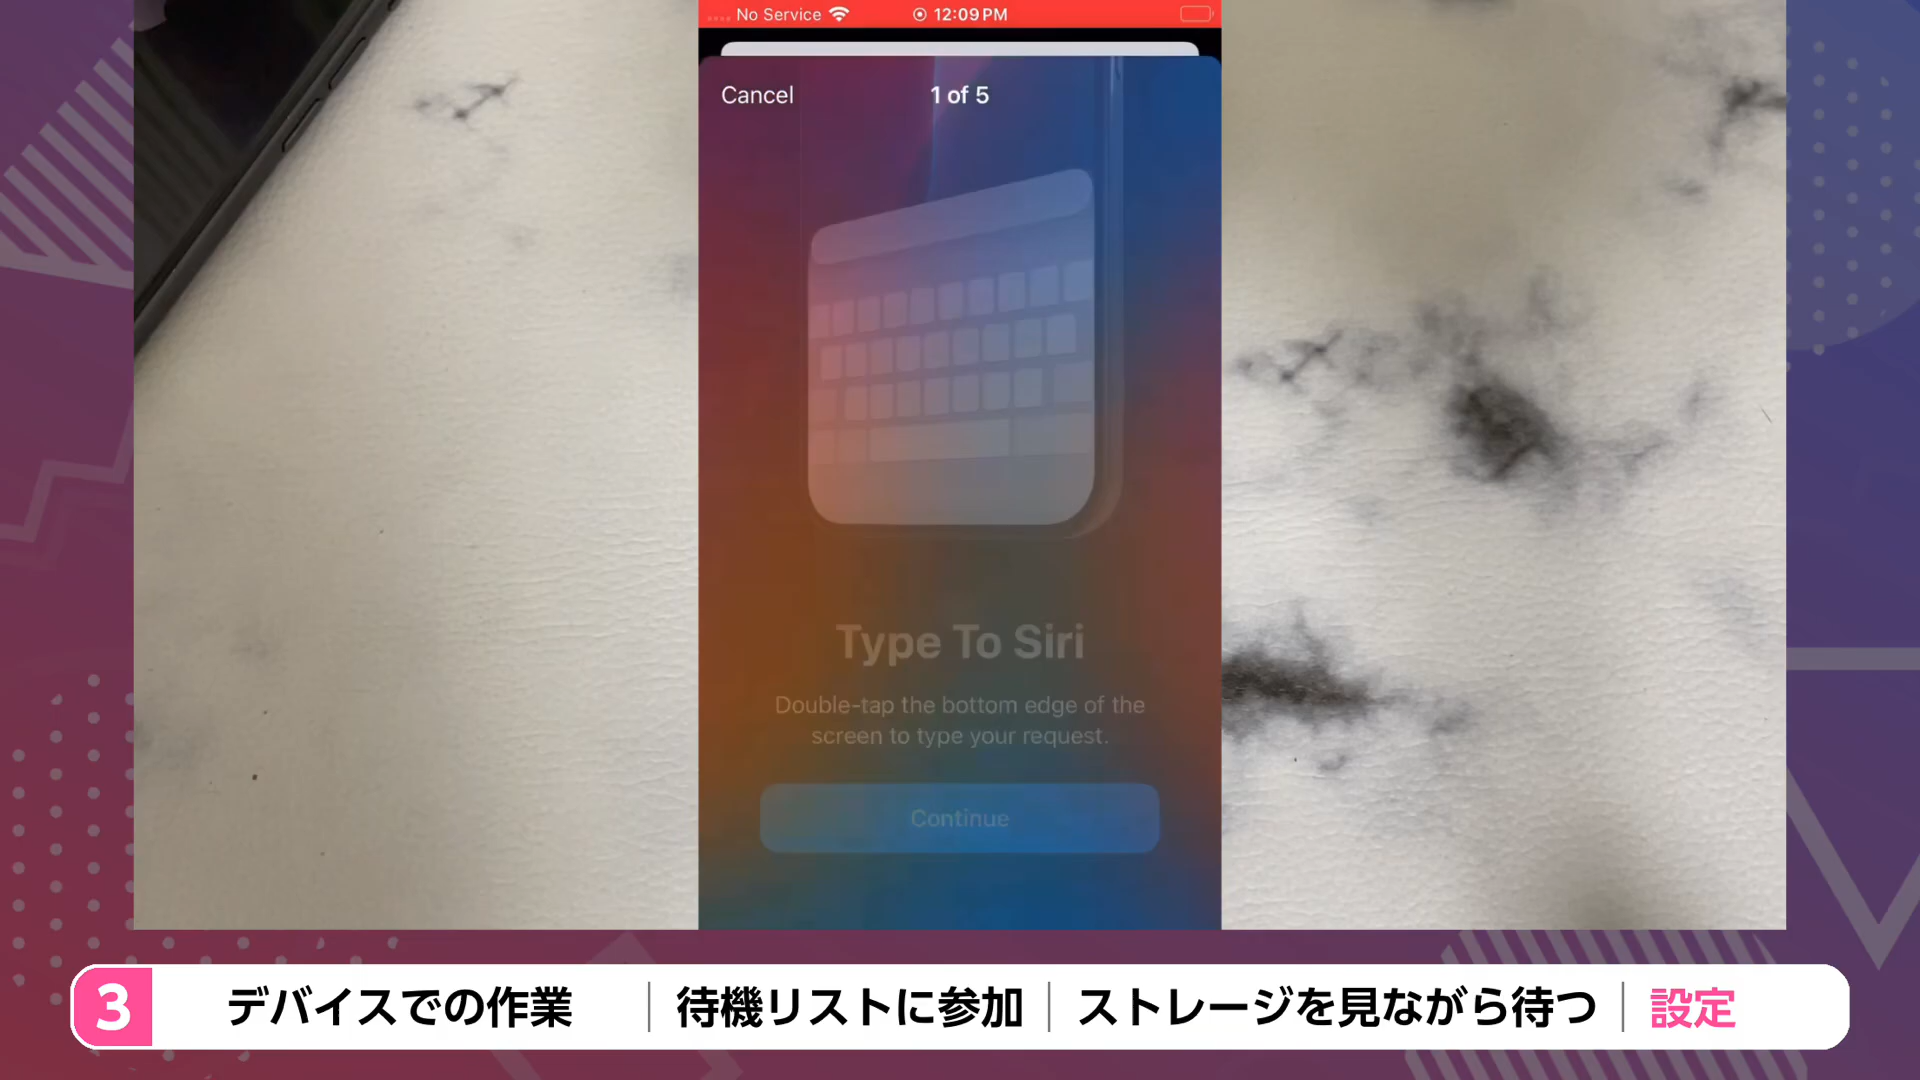 No Service 12:09 PM
Cancel 1 of 5
Type To Siri
Double-tap the bottom edge of the
screen to type your request.
Continue
3 デバイスでの作業 待機リストに参加 ストレージを見ながら待つ 設定